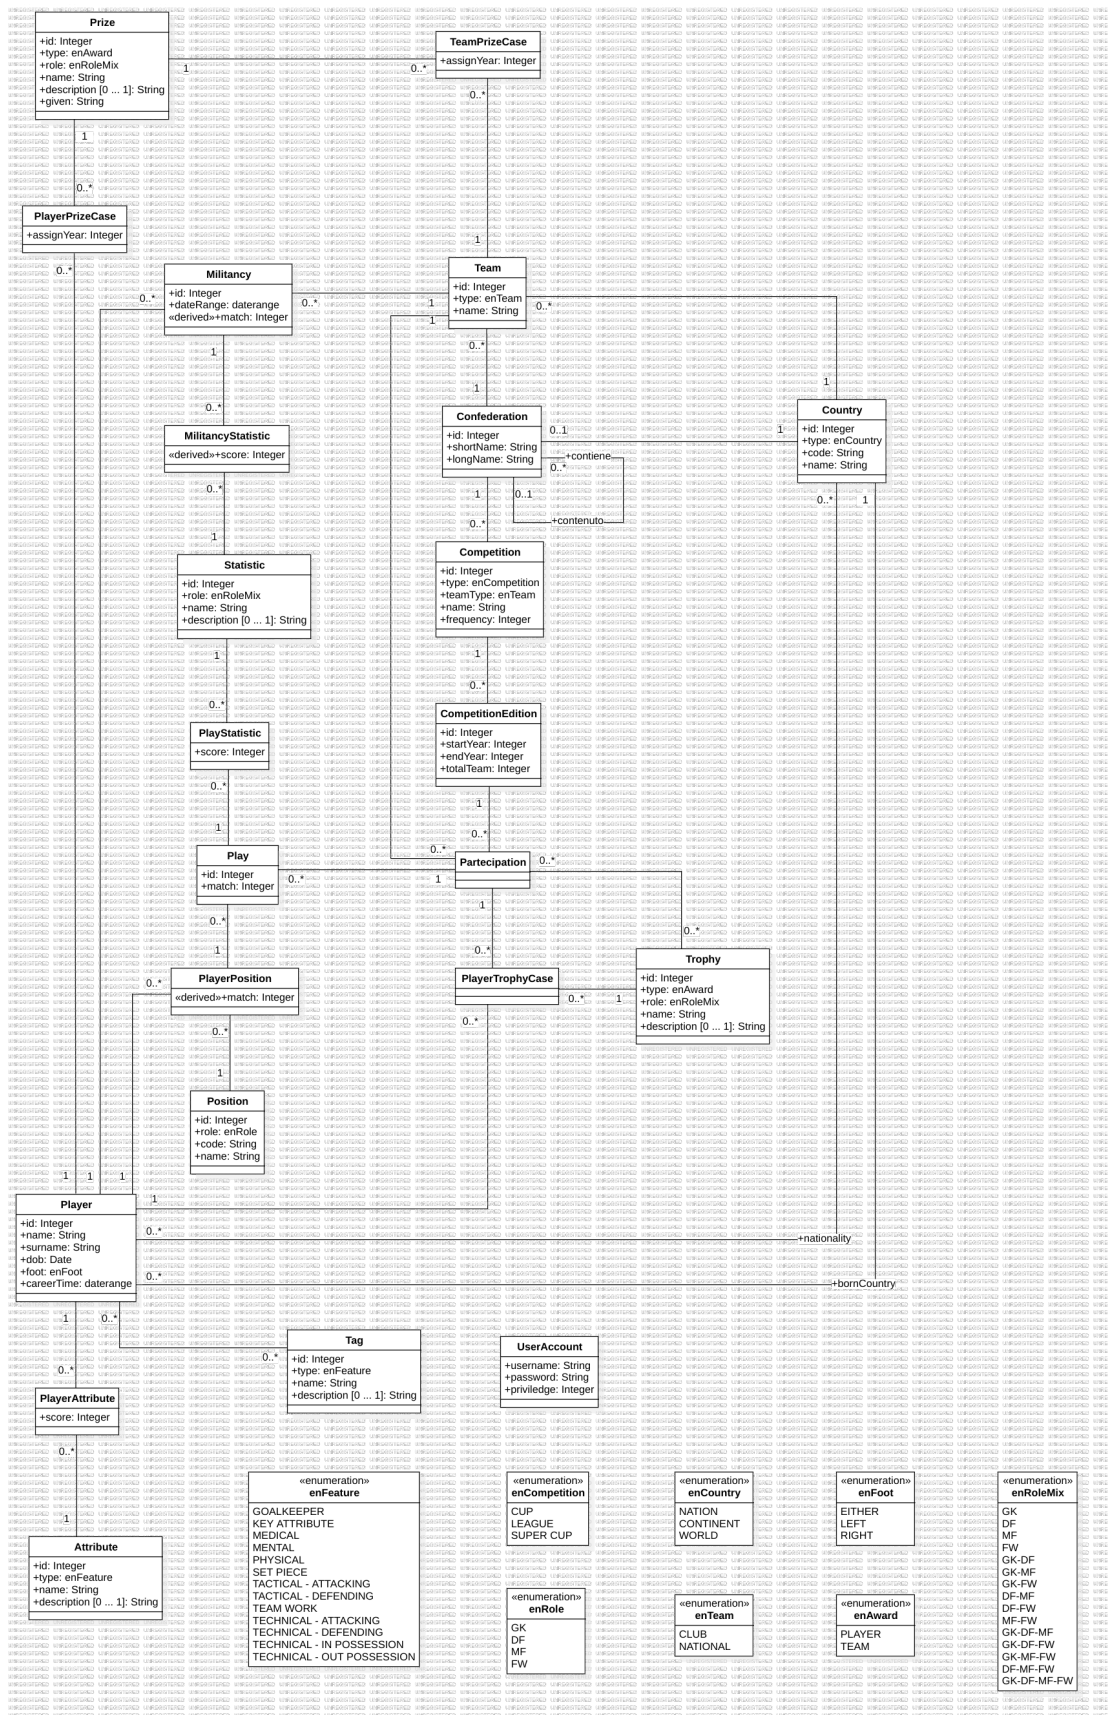 Prize
+id: Integer
+type: enAward
+role: enRoleMix
+name: String
+description [0 ... 1]: String
+given: String
1
0..*
TeamPrizeCase
+assignYear: Integer
0..*
1
1
0..*
PlayerPrizeCase
+assignYear: Integer
0..*
Militancy
+id: Integer
+dateRange: daterange
«derived»+match: Integer
0..*
0..*
1
1
Team
+id: Integer
+type: enTeam
+name: String
0..*
0..*
1
1
1
0..*
Confederation
+id: Integer
+shortName: String
+longName: String
0..1
1
+contiene
0..*
0..1
+contenuto
1
0..*
Country
+id: Integer
+type: enCountry
+code: String
+name: String
0..*
1
MilitancyStatistic
«derived»+score: Integer
0..*
1
Statistic
+id: Integer
+role: enRoleMix
+name: String
+description [0 ... 1]: String
1
0..*
Competition
+id: Integer
+type: enCompetition
+teamType: enTeam
+name: String
+frequency: Integer
1
0..*
CompetitionEdition
+id: Integer
+startYear: Integer
+endYear: Integer
+totalTeam: Integer
1
0..*
PlayStatistic
+score: Integer
0..*
1
Play
+id: Integer
+match: Integer
0..*
1
0..*
0..*
1
Partecipation
0..*
0..*
1
0..*
PlayerPosition
«derived»+match: Integer
0..*
0..*
1
PlayerTrophyCase
0..*
1
0..*
Trophy
+id: Integer
+type: enAward
+role: enRoleMix
+name: String
+description [0 ... 1]: String
Position
+id: Integer
+role: enRole
+code: String
+name: String
1
1
1
1
Player
+id: Integer
+name: String
+surname: String
+dob: Date
+foot: enFoot
+careerTime: daterange
0..*
+nationality
0..*
+bornCountry
1
0..*
0..*
0..*
Tag
+id: Integer
+type: enFeature
+name: String
+description [0 ... 1]: String
UserAccount
+username: String
+password: String
+priviledge: Integer
PlayerAttribute
+score: Integer
0..*
1
Attribute
+id: Integer
+type: enFeature
+name: String
+description [0 ... 1]: String
«enumeration»
enFeature
GOALKEEPER
KEY ATTRIBUTE
MEDICAL
MENTAL
PHYSICAL
SET PIECE
TACTICAL - ATTACKING
TACTICAL - DEFENDING
TEAM WORK
TECHNICAL - ATTACKING
TECHNICAL - DEFENDING
TECHNICAL - IN POSSESSION
TECHNICAL - OUT POSSESSION
«enumeration»
enCompetition
CUP
LEAGUE
SUPER CUP
«enumeration»
enCountry
NATION
CONTINENT
WORLD
«enumeration»
enFoot
EITHER
LEFT
RIGHT
«enumeration»
enRoleMix
GK
DF
MF
FW
GK-DF
GK-MF
GK-FW
DF-MF
DF-FW
MF-FW
GK-DF-MF
GK-DF-FW
GK-MF-FW
DF-MF-FW
GK-DF-MF-FW
«enumeration»
enRole
GK
DF
MF
FW
«enumeration»
enTeam
CLUB
NATIONAL
«enumeration»
enAward
PLAYER
TEAM